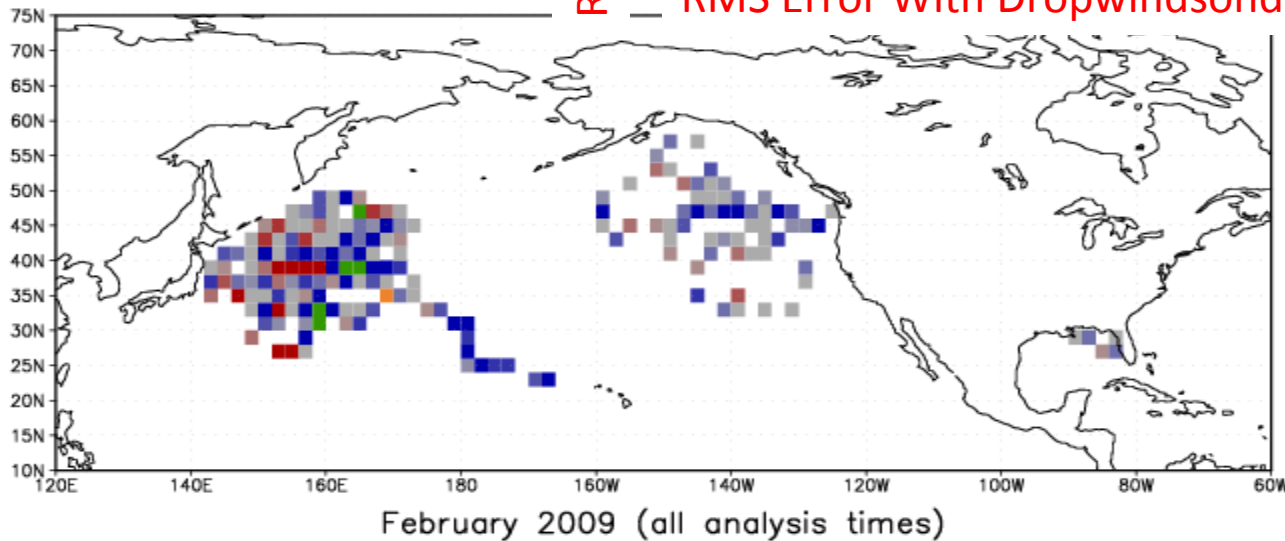 R
RMS Error With Dropwindsond
75N
70N
65N
60N
55N
50N
45N
40N
35N
30N
25N
20N
15N
10N
120E 140E 160E 180 160W 140W 120W 100W 80W 60W
February 2009 (all analysis times)